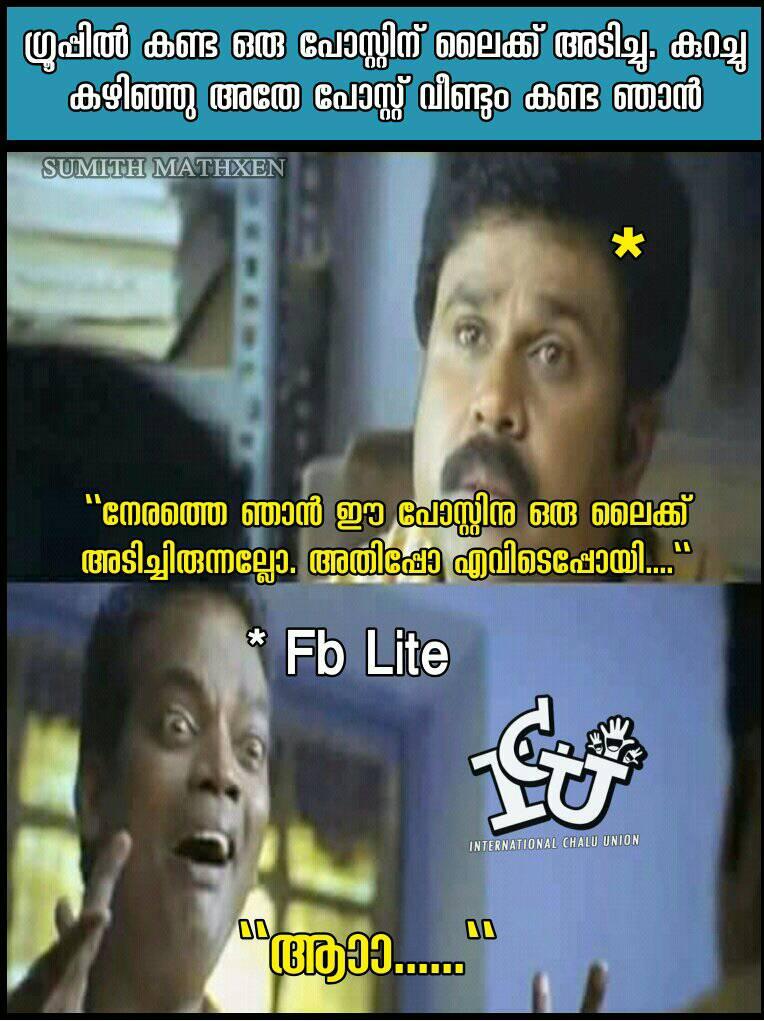 ഗ്രൂപ്പിൽ കണ്ട ഒരു പോസ്റ്റിന് ലൈക്ക് അടിച്ചു. കുറച്ചു
കഴിഞ്ഞു അതേ പോസ്റ്റ് വീണ്ടും കണ്ട ഞാൻ
SUMITH MATHXEN
*
"നേരത്തെ ഞാൻ ഈ പോസ്റ്റിനു ഒരു ലൈക്ക്
അടിച്ചിരുന്നല്ലോ. അതിപ്പോ എവിടെപ്പോയി...."
* Fb Lite
ICU
INTERNATIONAL CHALU UNION
"ആാാ......"